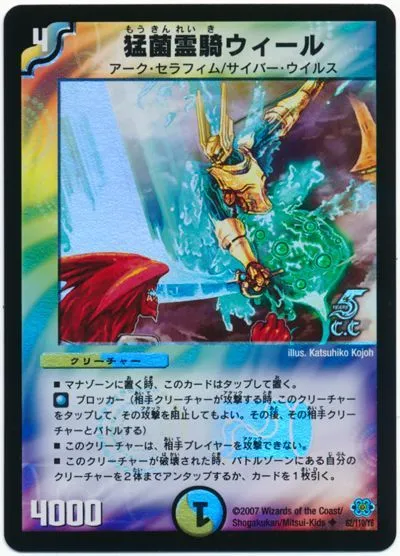 4
もうきんれいき
猛菌霊騎ウィール
アーク・セラフィム/サイバー・ウイルス
YEARS 5
C.C
illus. Katsuhiko Kojoh
クリーチャー
■ マナゾーンに置く時、このカードはタップして置く。
ブロッカー(相手クリーチャーが攻撃する時、このクリーチャー
をタップして、その攻撃を阻止してもよい。その後、その相手クリー
チャーとバトルする)
■ このクリーチャーは、相手プレイヤーを攻撃できない。
■ このクリーチャーが破壊された時、バトルゾーンにある自分の
クリーチャーを2体までアンタップするか、カードを1枚引く。
4000
1
©2007 Wizards of the Coast/
Shogakukan/Mitsui-Kids
62/110/Y6